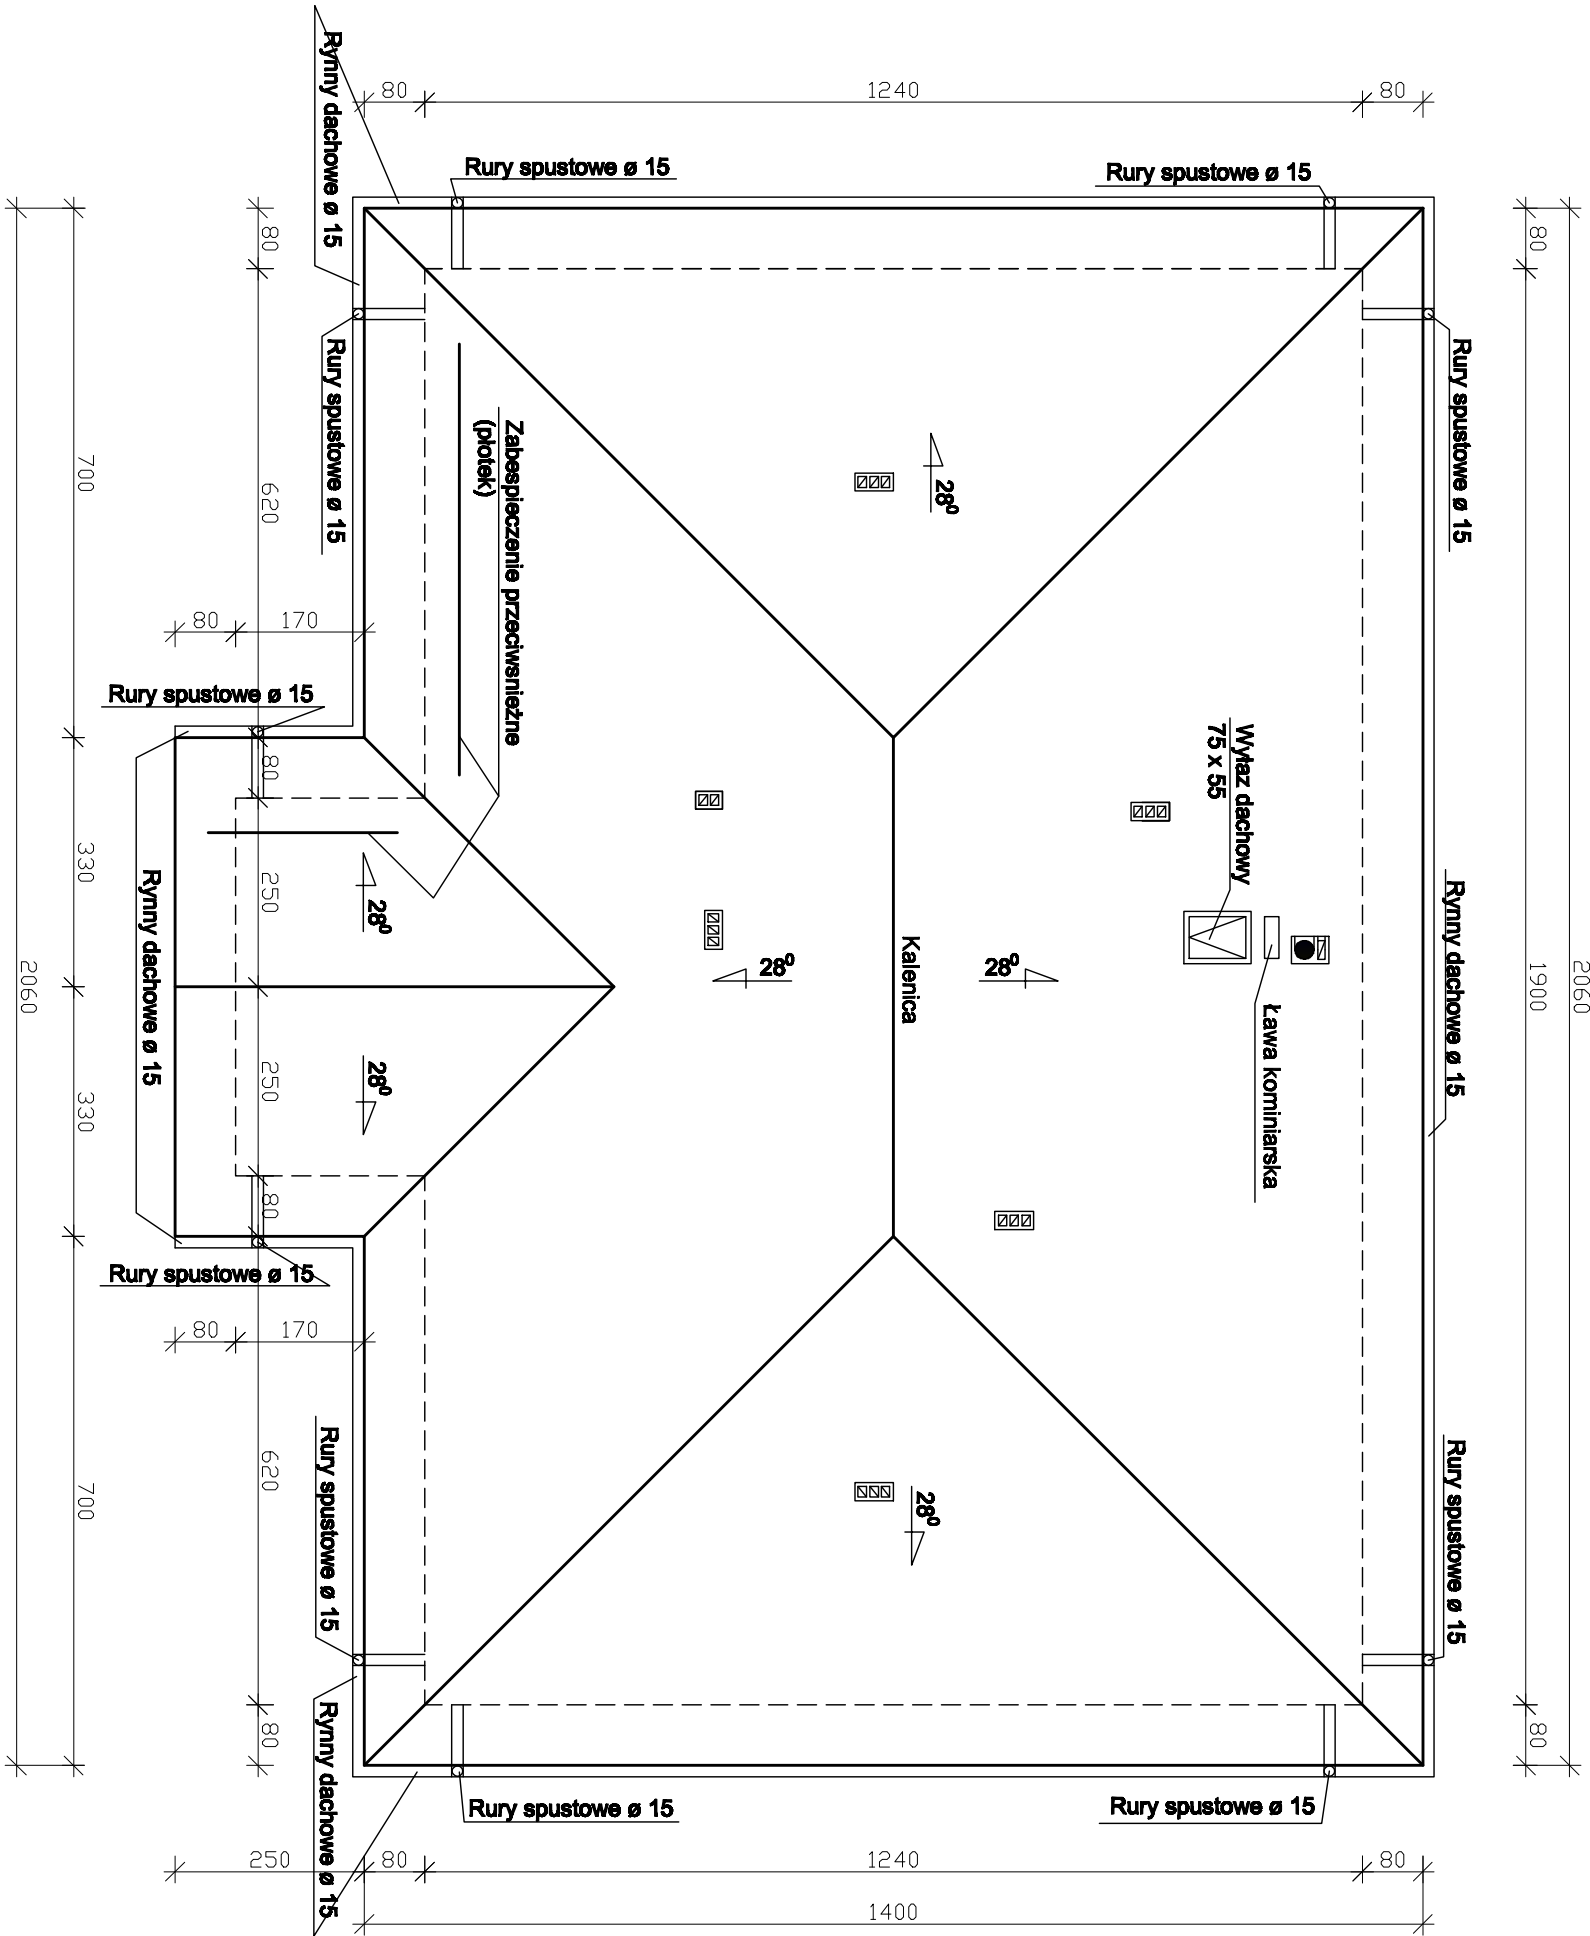 80
1240
80
Rynny dachowe ø 15
Rury spustowe ø 15
Rury spustowe ø 15
80
80
Rury spustowe ø 15
Rury spustowe ø 15
700
620
Zabespieczenie przeciwsnieżne
(płotek)
28⁰
80
170
Rury spustowe ø 15
80
Wyłaz dachowy
75 x 55
330
250
28⁰
Rynny dachowe ø 15
Rynny dachowe ø 15
Kalenica
28⁰
28⁰
2060
1900
2060
Ława kominiarska
330
250
28⁰
80
Rury spustowe ø 15
80
170
700
620
Rury spustowe ø 15
28⁰
Rury spustowe ø 15
80
80
Rynny dachowe ø 15
Rury spustowe ø 15
Rury spustowe ø 15
250
80
1240
80
1400